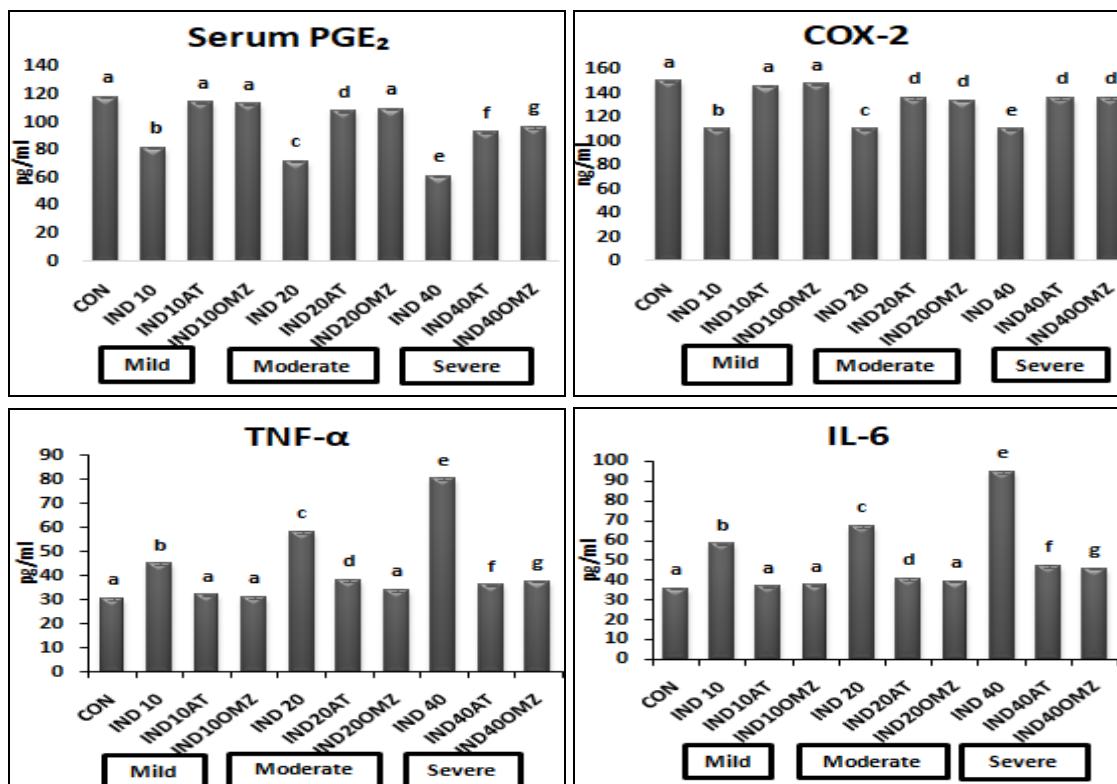 Serum PGE₂
140
120
100
80
60
40
20
0
pg/ml
a
b
a
a
c
d
a
e
f
g
CON
IND 10
IND10AT
IND10OMZ
IND 20
IND20AT
IND20OMZ
IND 40
IND40AT
IND40OMZ
Mild
Moderate
Severe
COX-2
160
140
120
100
80
60
40
20
0
ng/ml
a
b
a
a
c
d
d
e
d
d
CON
IND 10
IND10AT
IND10OMZ
IND 20
IND20AT
IND20OMZ
IND 40
IND40AT
IND40OMZ
Mild
Moderate
Severe
TNF-α
90
80
70
60
50
40
30
20
10
0
pg/ml
a
b
a
a
c
d
a
e
f
g
CON
IND 10
IND10AT
IND10OMZ
IND 20
IND20AT
IND20OMZ
IND 40
IND40AT
IND40OMZ
Mild
Moderate
Severe
IL-6
100
90
80
70
60
50
40
30
20
10
0
pg/ml
a
b
a
a
c
d
a
e
f
g
CON
IND 10
IND10AT
IND10OMZ
IND 20
IND20AT
IND20OMZ
IND 40
IND40AT
IND40OMZ
Mild
Moderate
Severe